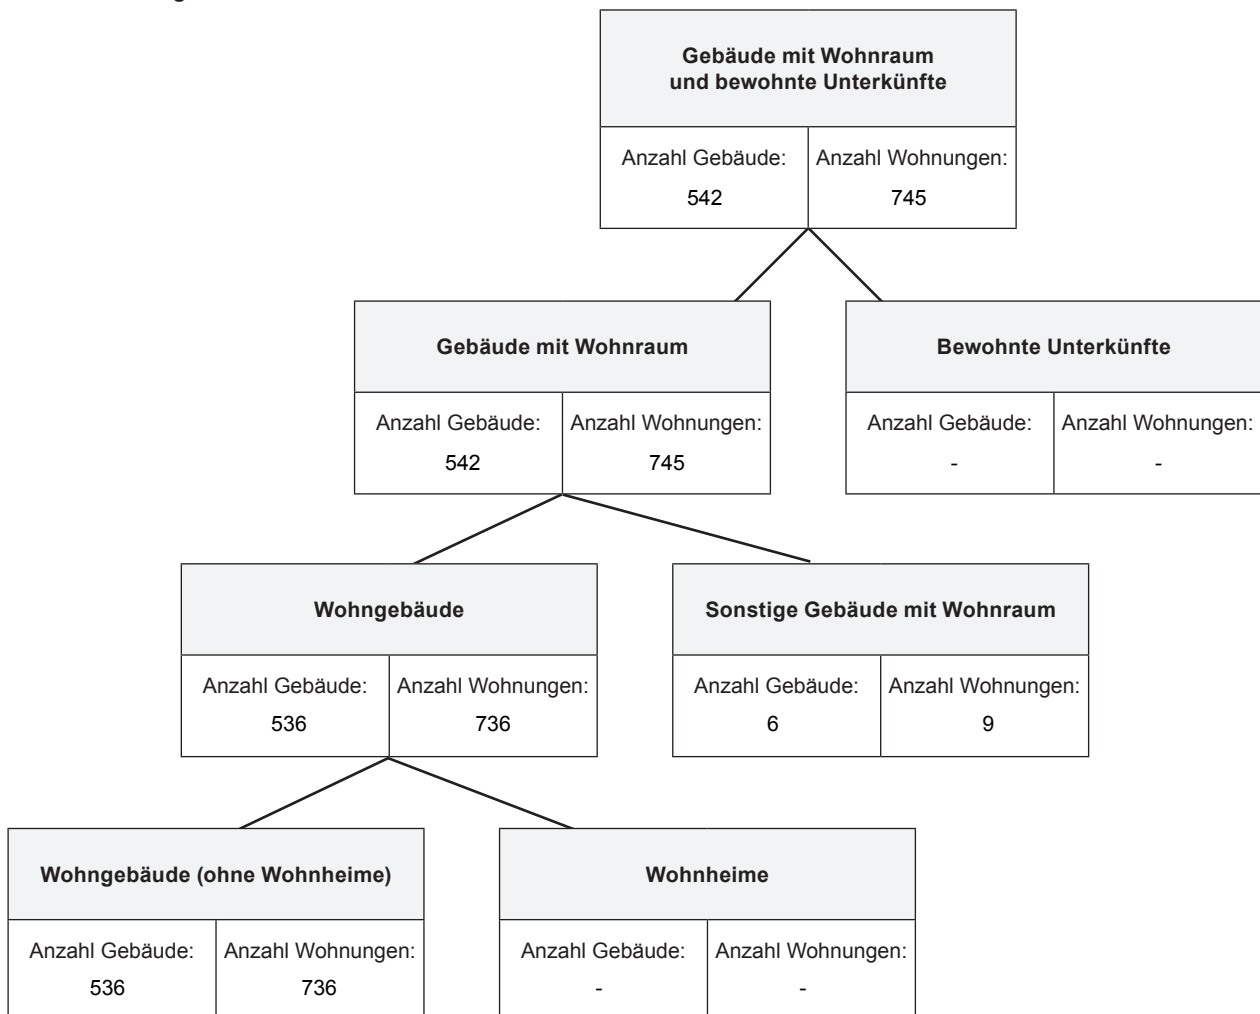 Gebäude mit Wohnraum
und bewohnte Unterkünfte
Anzahl Gebäude: Anzahl Wohnungen:
542 745
Gebäude mit Wohnraum
Bewohnte Unterkünfte
Anzahl Gebäude: Anzahl Wohnungen:
542 745
Anzahl Gebäude: Anzahl Wohnungen:
- -
Wohngebäude
Sonstige Gebäude mit Wohnraum
Anzahl Gebäude: Anzahl Wohnungen:
536 736
Anzahl Gebäude: Anzahl Wohnungen:
6 9
Wohngebäude (ohne Wohnheime)
Wohnheime
Anzahl Gebäude: Anzahl Wohnungen:
536 736
Anzahl Gebäude: Anzahl Wohnungen:
- -